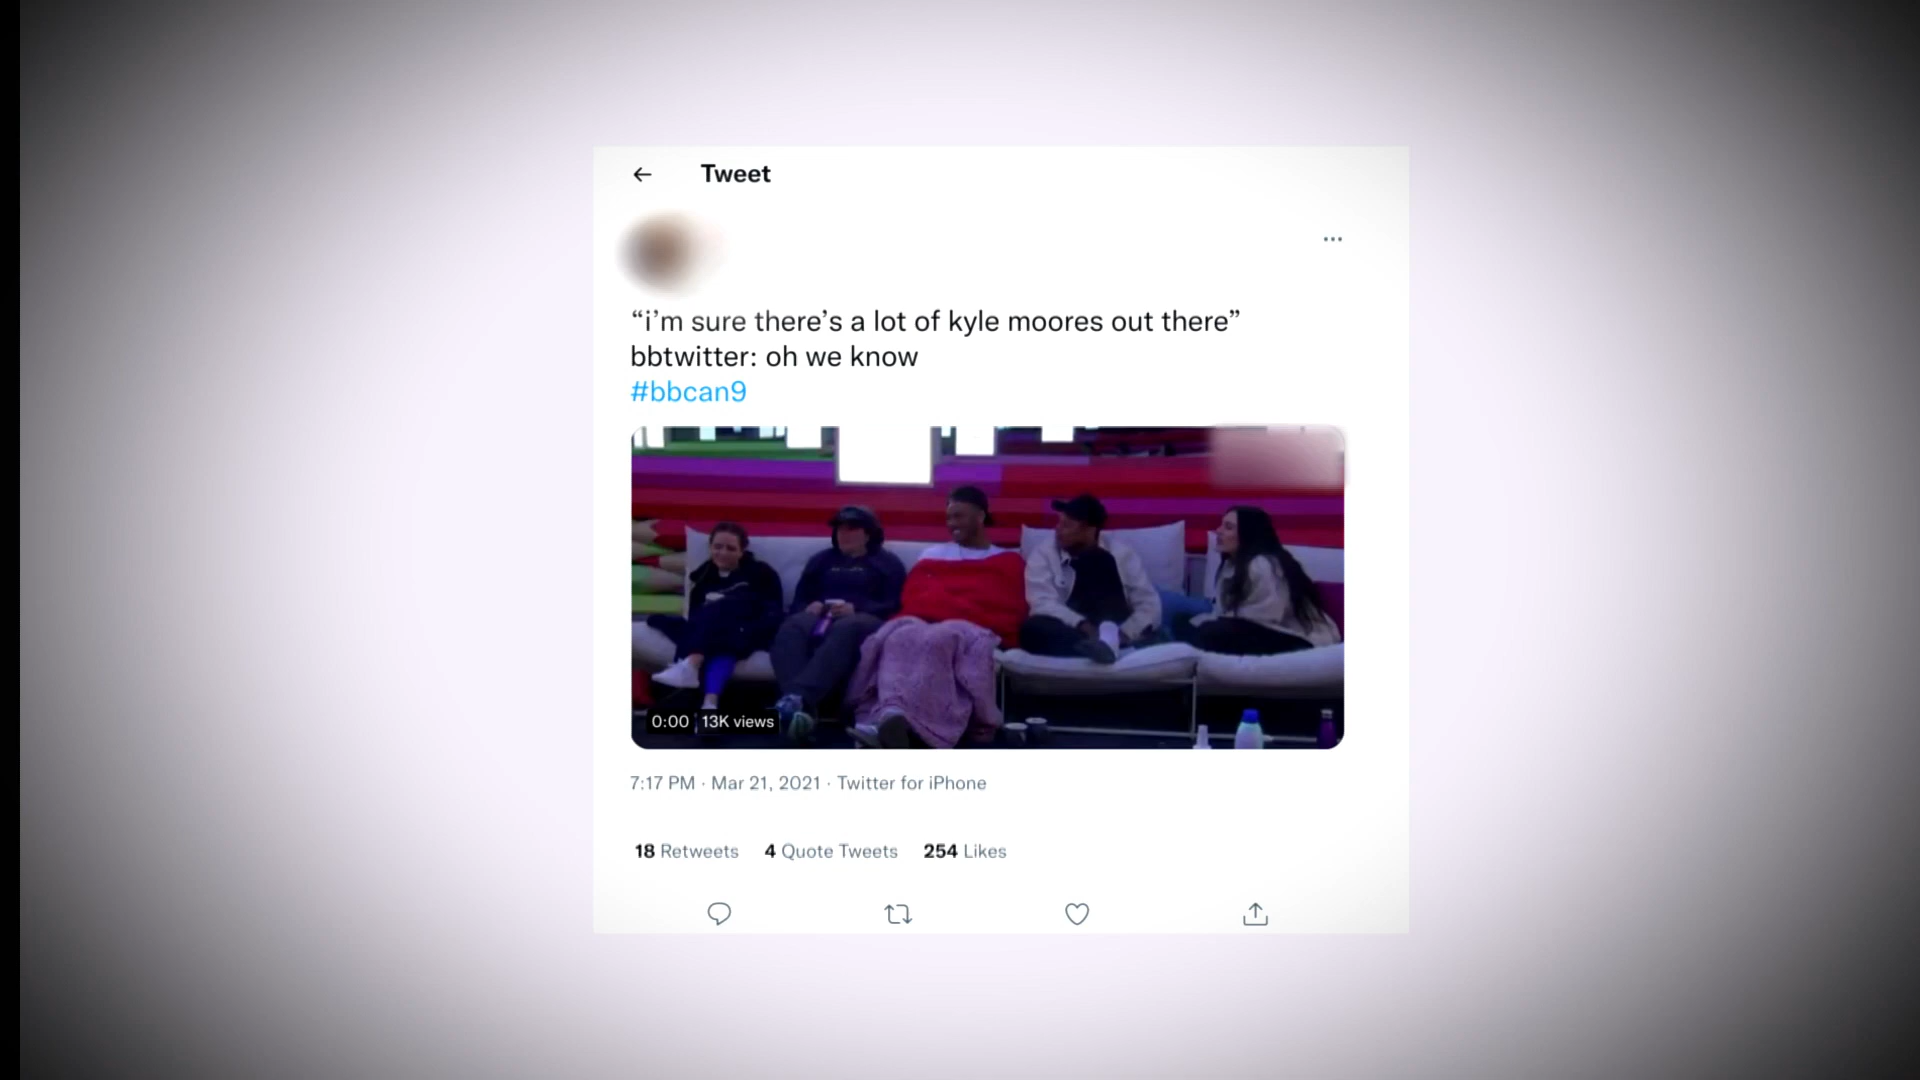 Tweet
“i’m sure there’s a lot of kyle moores out there”
bbtwitter: oh we know
#bbcan9
0:00 13K views
7:17 PM · Mar 21, 2021 · Twitter for iPhone
18 Retweets 4 Quote Tweets 254 Likes